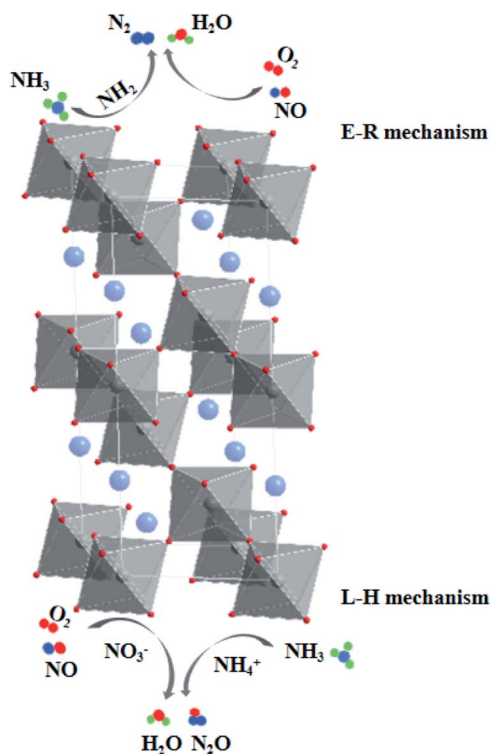 N₂
H₂O
O₂
NH₃
NH₂
NO
E-R mechanism
L-H mechanism
O₂
NO
NO₃⁻
NH₄⁺
NH₃
H₂O
N₂O